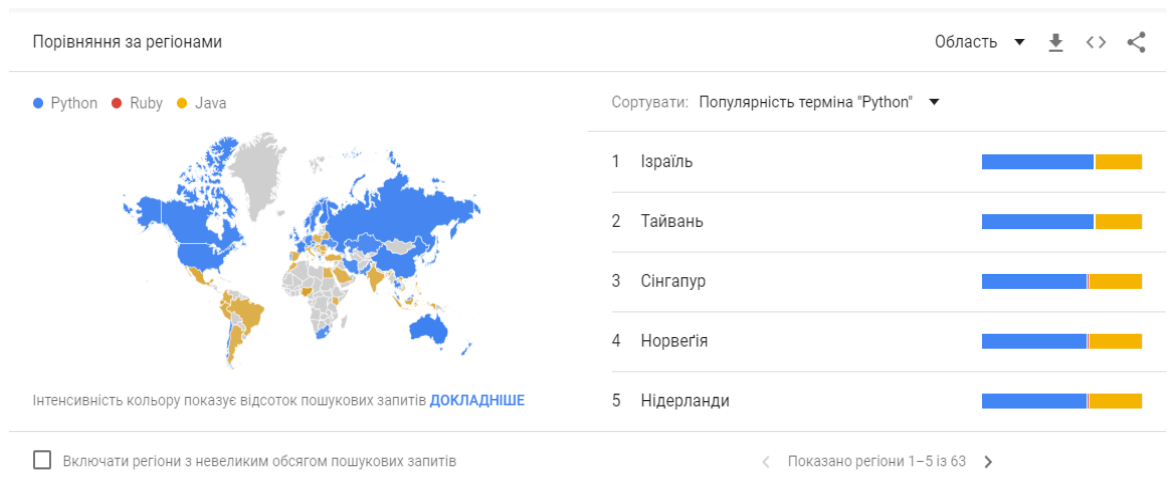 Порівняння за регіонами
Область
Python Ruby Java
Сортувати: Популярність терміна "Python"
1 Ізраїль
2 Тайвань
3 Сінгапур
4 Норвегія
5 Нідерланди
Інтенсивність кольору показує відсоток пошукових запитів ДОКЛАДНІШЕ
Включати регіони з невеликим обсягом пошукових запитів
Показано регіони 1–5 із 63